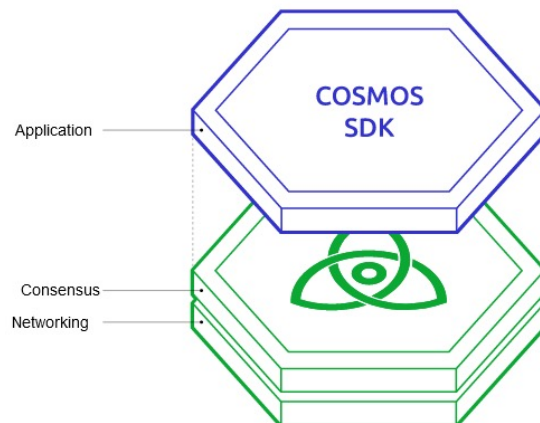 COSMOS
SDK
Application
Consensus
Networking